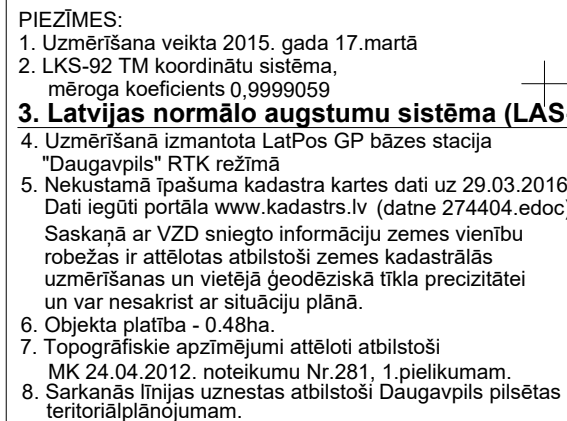 PIEZĪMES:
1. Uzmērīšana veikta 2015. gada 17.martā
2. LKS-92 TM koordinātu sistēma,
mēroga koeficients 0,9999059
3. Latvijas normālo augstumu sistēma (LAS
4. Uzmērīšanā izmantota LatPos GP bāzes stacija
"Daugavpils" RTK režīmā
5. Nekustamā īpašuma kadastra kartes dati uz 29.03.2016
Dati iegūti portāla www.kadastrs.lv (datne 274404.edoc)
Saskaņā ar VZD sniegto informāciju zemes vienību
robežas ir attēlotas atbilstoši zemes kadastrālās
uzmērīšanas un vietējā ģeodēziskā tīkla precizitātei
un var nesakrist ar situāciju plānā.
6. Objekta platība - 0.48ha.
7. Topogrāfiskie apzīmējumi attēloti atbilstoši
MK 24.04.2012. noteikumu Nr.281, 1.pielikumam.
8. Sarkanās līnijas uznestas atbilstoši Daugavpils pilsētas
teritoriālplānojumam.